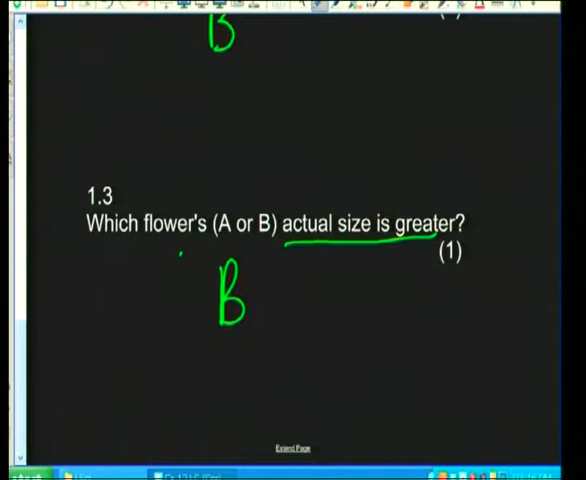 B
1.3
Which flower's (A or B) actual size is greater?
(1)
B
Extend Page